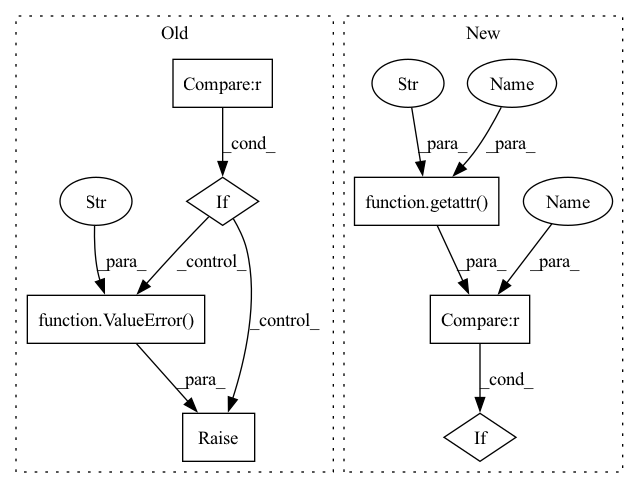 Old
New
Compare:r
Str
Name
_cond_
_para_
_para_
Str
If
function.getattr()
Name
_para_
_control_
_para_
_para_
function.ValueError()
_control_
Compare:r
_para_
_cond_
Raise
If